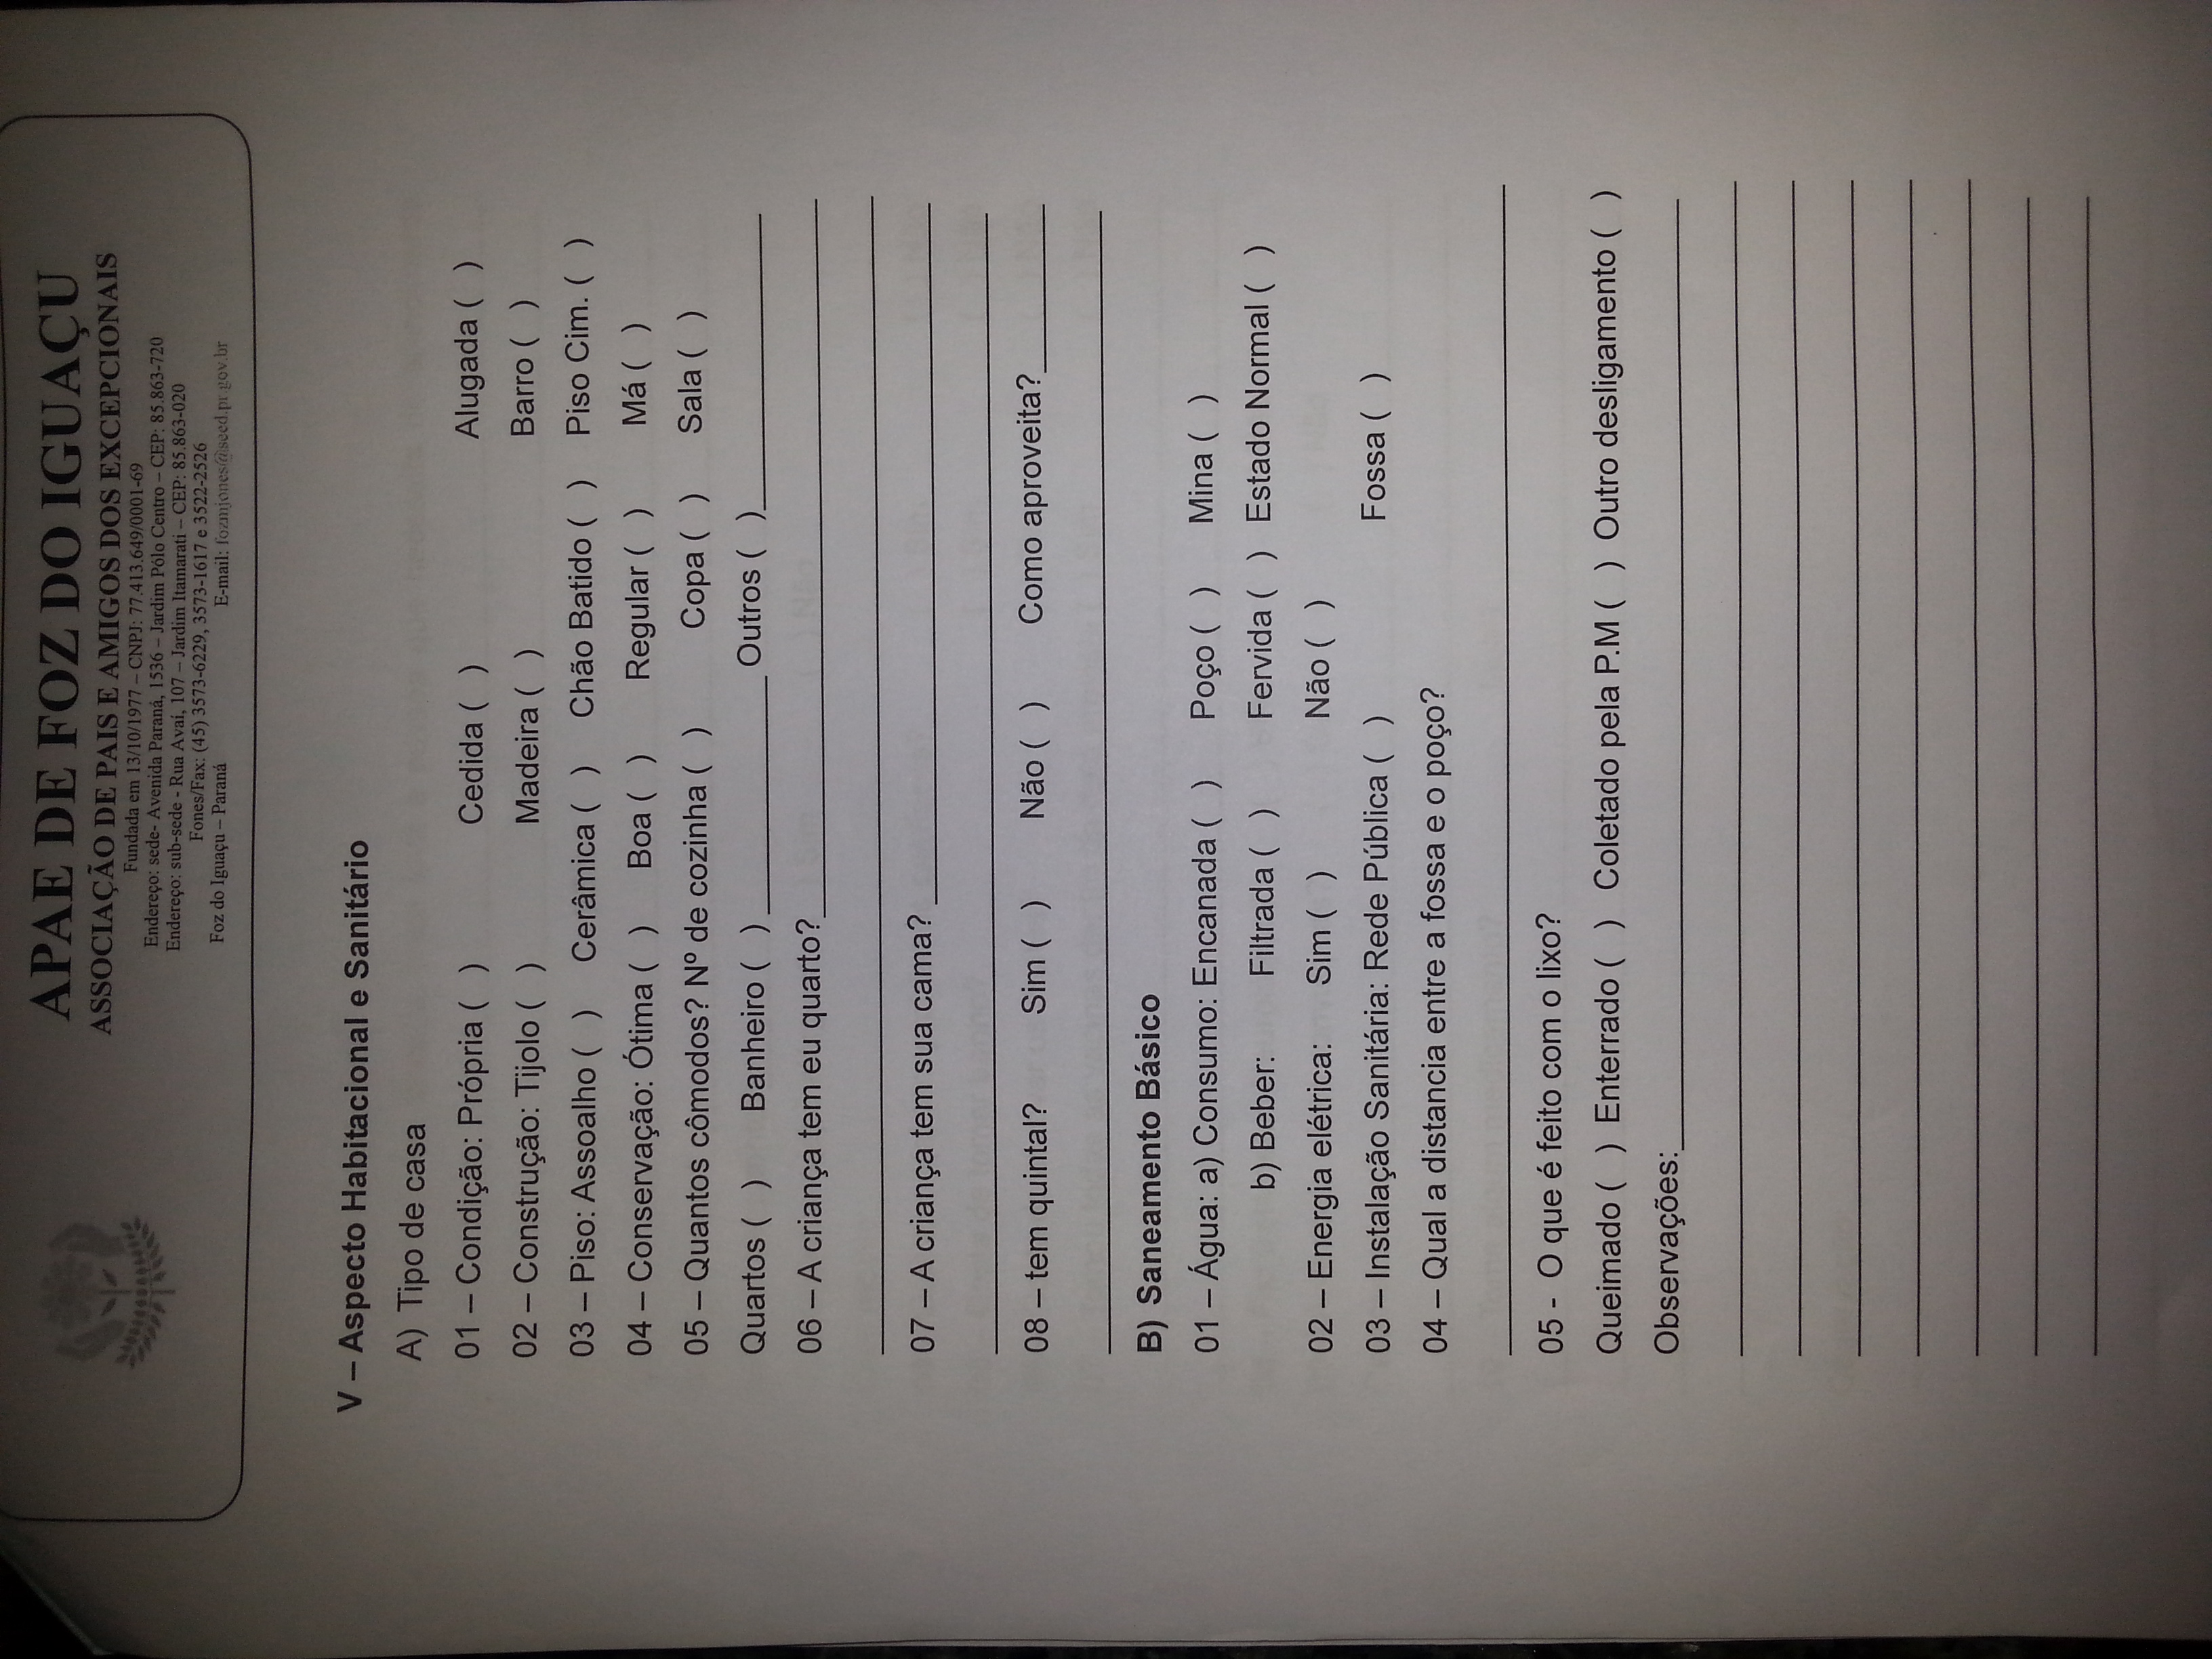 APAE DE FOZ DO IGUAÇU
ASSOCIAÇÃO DE PAIS E AMIGOS DOS EXCEPCIONAIS
Fundada em 13/10/1977 – CNPJ: 77.413.649/0001-69
Endereço: sede- Avenida Paraná, 1536 – Jardim Pólo Centro – CEP: 85.863-720
Endereço: sub-sede - Rua Avaí, 107 – Jardim Itamarati – CEP: 85.863-020
Fones/Fax: (45) 3573-6229, 3573-1617 e 3522-2526
Foz do Iguaçu – Paraná E-mail: fozmjones@seed.pr.gov.br
V – Aspecto Habitacional e Sanitário
A) Tipo de casa
01 – Condição: Própria ( ) Cedida ( ) Alugada ( )
02 – Construção: Tijolo ( ) Madeira ( ) Barro ( )
03 – Piso: Assoalho ( ) Cerâmica ( ) Chão Batido ( ) Piso Cim. ( )
04 – Conservação: Ótima ( ) Boa ( ) Regular ( ) Má ( )
05 – Quantos cômodos? Nº de cozinha ( ) Copa ( ) Sala ( )
Quartos ( ) Banheiro ( ) ____________ Outros ( )_______________
06 – A criança tem eu quarto?____________________________________
07 – A criança tem sua cama? ___________________________________
08 – tem quintal? Sim ( ) Não ( ) Como aproveita?_________
B) Saneamento Básico
01 – Água: a) Consumo: Encanada ( ) Poço ( ) Mina ( )
b) Beber: Filtrada ( ) Fervida ( ) Estado Normal ( )
02 – Energia elétrica: Sim ( ) Não ( )
03 – Instalação Sanitária: Rede Pública ( ) Fossa ( )
04 – Qual a distancia entre a fossa e o poço?
05 - O que é feito com o lixo?
Queimado ( ) Enterrado ( ) Coletado pela P.M ( ) Outro desligamento ( )
Observações:________________________________________________